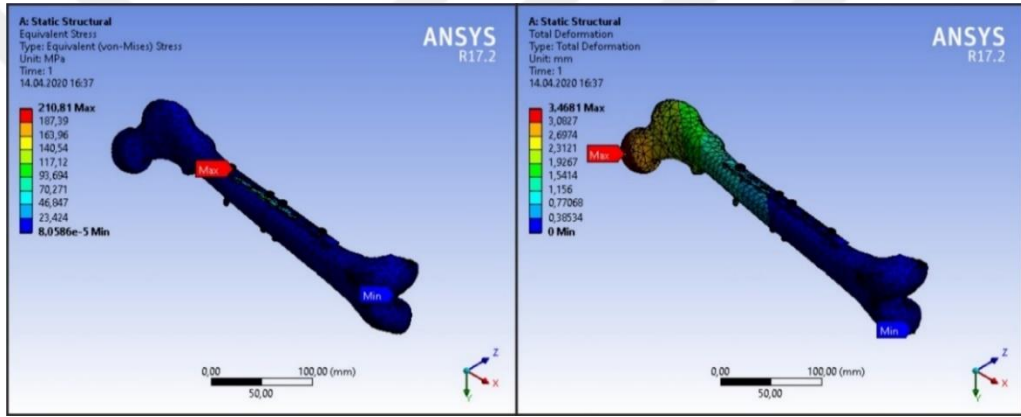 A: Static Structural
Equivalent Stress
Type: Equivalent (von-Mises) Stress
Unit: MPa
Time: 1
14.04.2020 16:37
ANSYS
R17.2
210,81 Max
187,39
163,96
140,54
117,12
93,694
70,271
46,847
23,424
8,0586e-5 Min
Max
Min
0,00
100,00 (mm)
50,00
Z
X
Y
A: Static Structural
Total Deformation
Type: Total Deformation
Unit: mm
Time: 1
14.04.2020 16:37
ANSYS
R17.2
3,4681 Max
3,0827
2,6974
2,3121
1,9267
1,5414
1,156
0,77068
0,38534
0 Min
Max
Min
0,00
100,00 (mm)
50,00
Z
X
Y